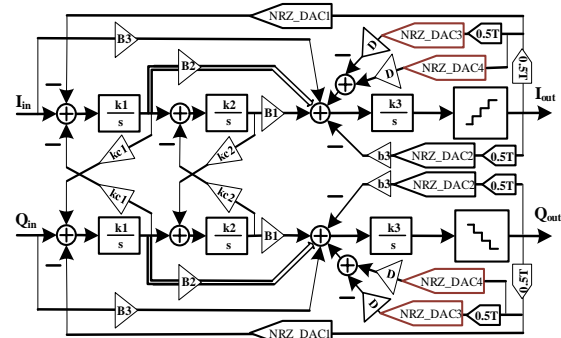 NRZ_DAC1
B3
D
NRZ_DAC3
0.5T
B2
D
NRZ_DAC4
0.5T
I_in
k1
s
k2
s
B1
k3
s
I_out
kc1
kc2
b3
NRZ_DAC2
0.5T
kc1
kc2
b3
NRZ_DAC2
0.5T
Q_in
k1
s
k2
s
B1
k3
s
Q_out
B2
D
NRZ_DAC4
0.5T
B3
D
NRZ_DAC3
0.5T
NRZ_DAC1